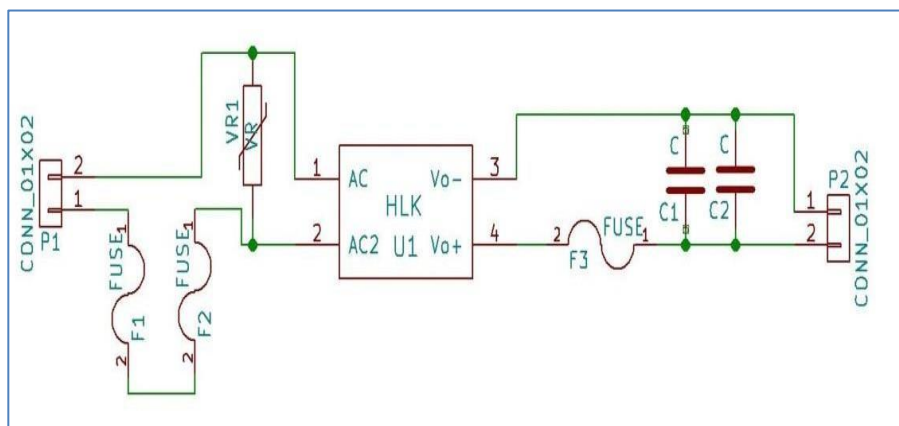 CONN_01X02
P1
2
1
FUSE
1
2
F1
FUSE
1
2
F2
VR1
VR
1
AC
2
AC2
HLK
U1
Vo-
3
Vo+
4
2
FUSE
1
F3
C
C1
C
C2
P2
1
2
CONN_01X02